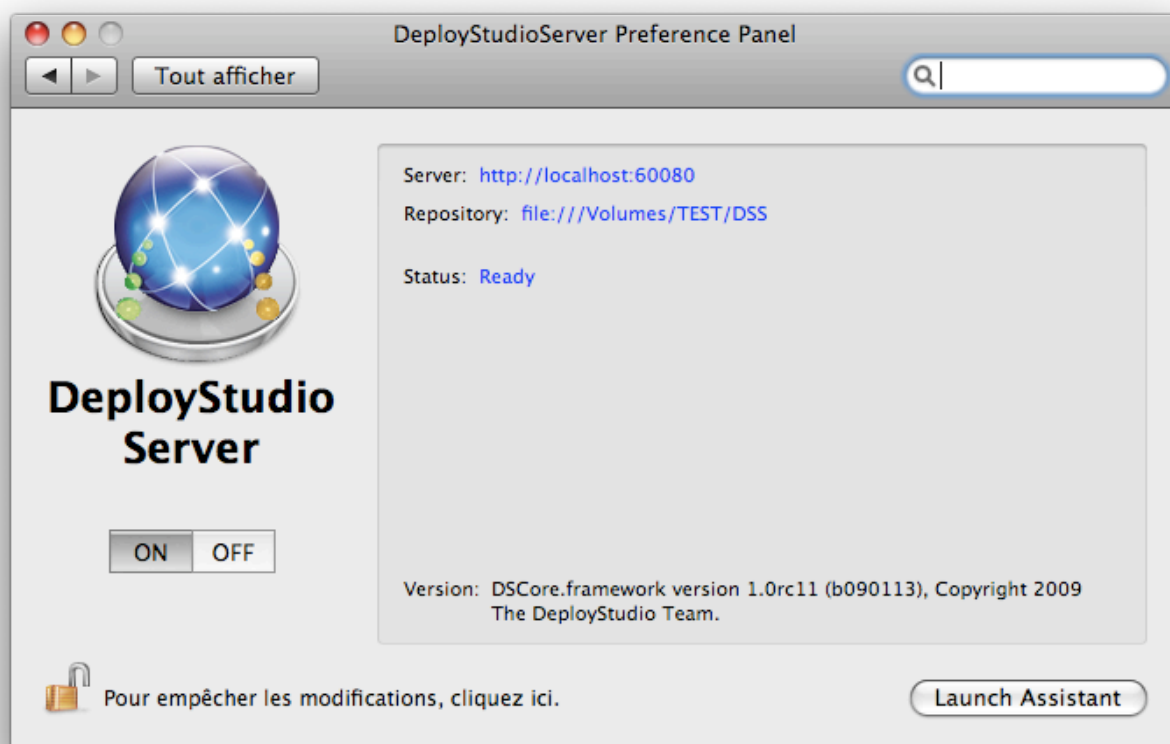 DeployStudioServer Preference Panel
Tout afficher
Server: http://localhost:60080
Repository: file:///Volumes/TEST/DSS
Status: Ready
DeployStudio
Server
ON OFF
Version: DSCore.framework version 1.0rc11 (b090113), Copyright 2009
The DeployStudio Team.
Pour empêcher les modifications, cliquez ici.
Launch Assistant